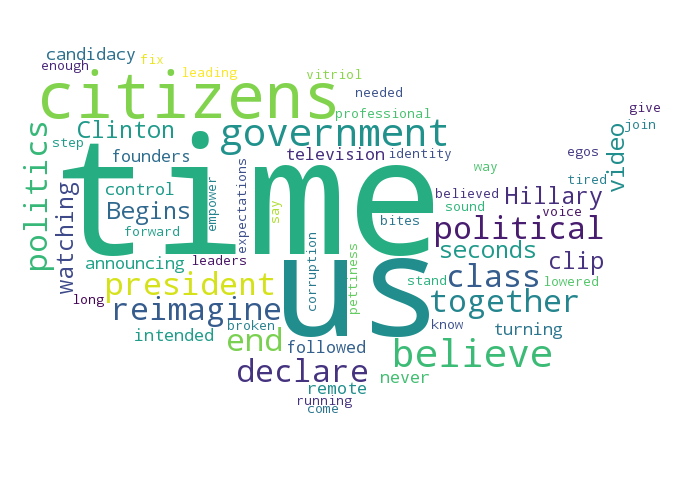 candidacy
fix
enough
leading
vitriol
citizens
needed
give
professional
join
Clinton
government
step
politics
video
founders
television
identity
egos
time
way
tired
watching
control
empower
expectations
believed
Hillary
Begins
say
sound
voice
bites
forward
political
announcing
leaders
us
seconds
clip
president
corruption
pettiness
stand
class
lowered
long
reimagine
together
intended
broken
end
followed
know
turning
believe
declare
never
remote
running
come